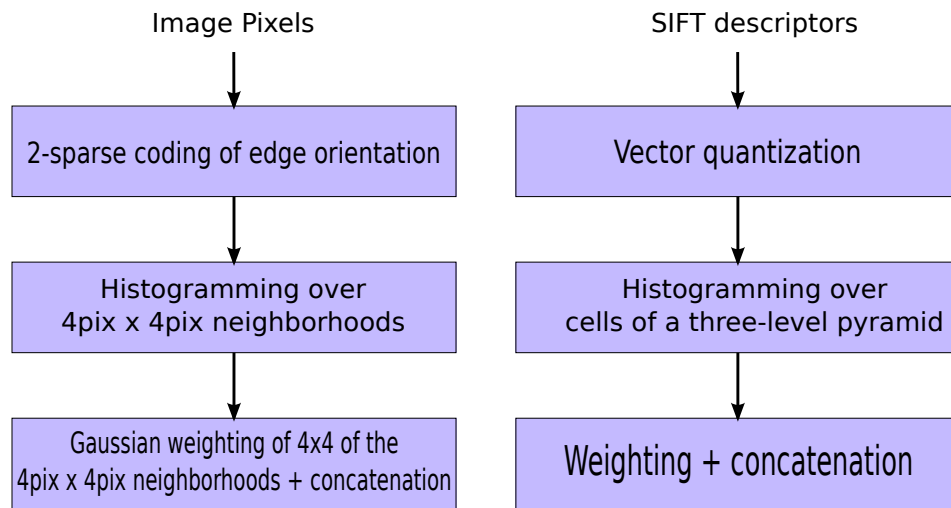 Image Pixels
2-sparse coding of edge orientation
Histogramming over
4pix x 4pix neighborhoods
Gaussian weighting of 4x4 of the
4pix x 4pix neighborhoods + concatenation
SIFT descriptors
Vector quantization
Histogramming over
cells of a three-level pyramid
Weighting + concatenation